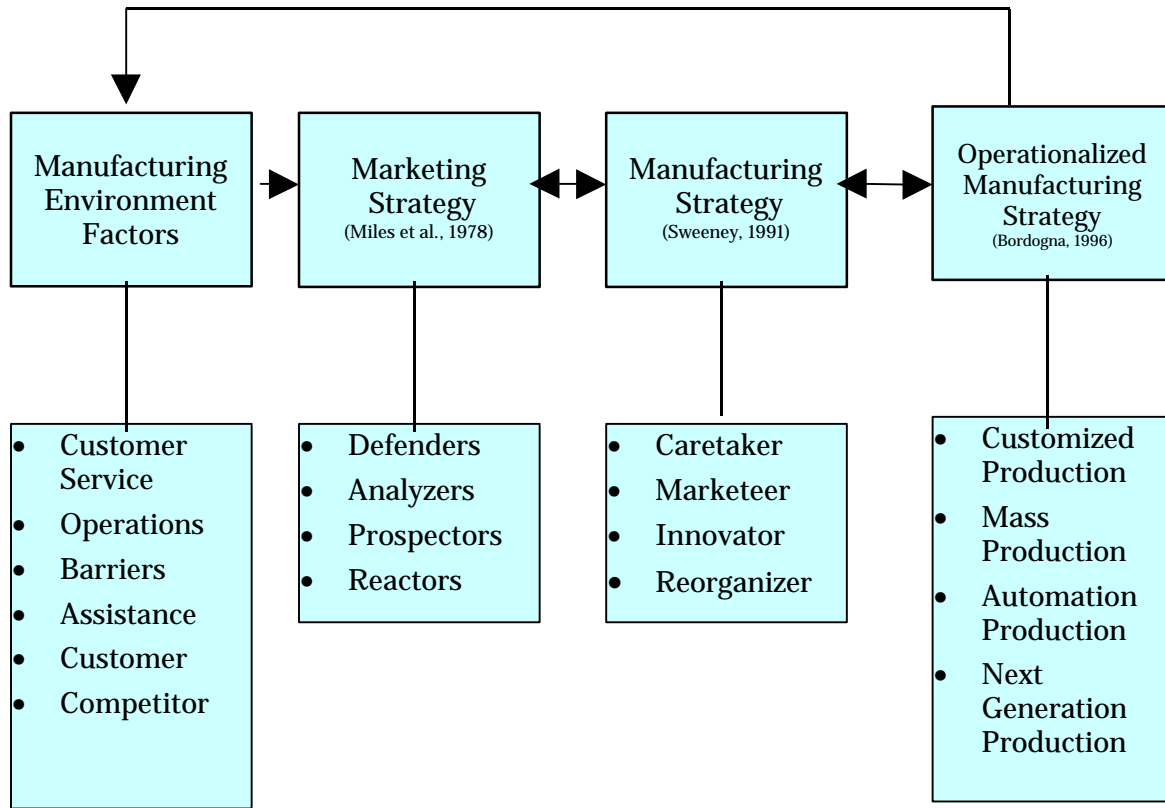 Manufacturing
Environment
Factors
Marketing
Strategy
(Miles et al., 1978)
Manufacturing
Strategy
(Sweeney, 1991)
Operationalized
Manufacturing
Strategy
(Bordogna, 1996)
• Customer
Service
• Operations
• Barriers
• Assistance
• Customer
• Competitor
• Defenders
• Analyzers
• Prospectors
• Reactors
• Caretaker
• Marketeer
• Innovator
• Reorganizer
• Customized
Production
• Mass
Production
• Automation
Production
• Next
Generation
Production